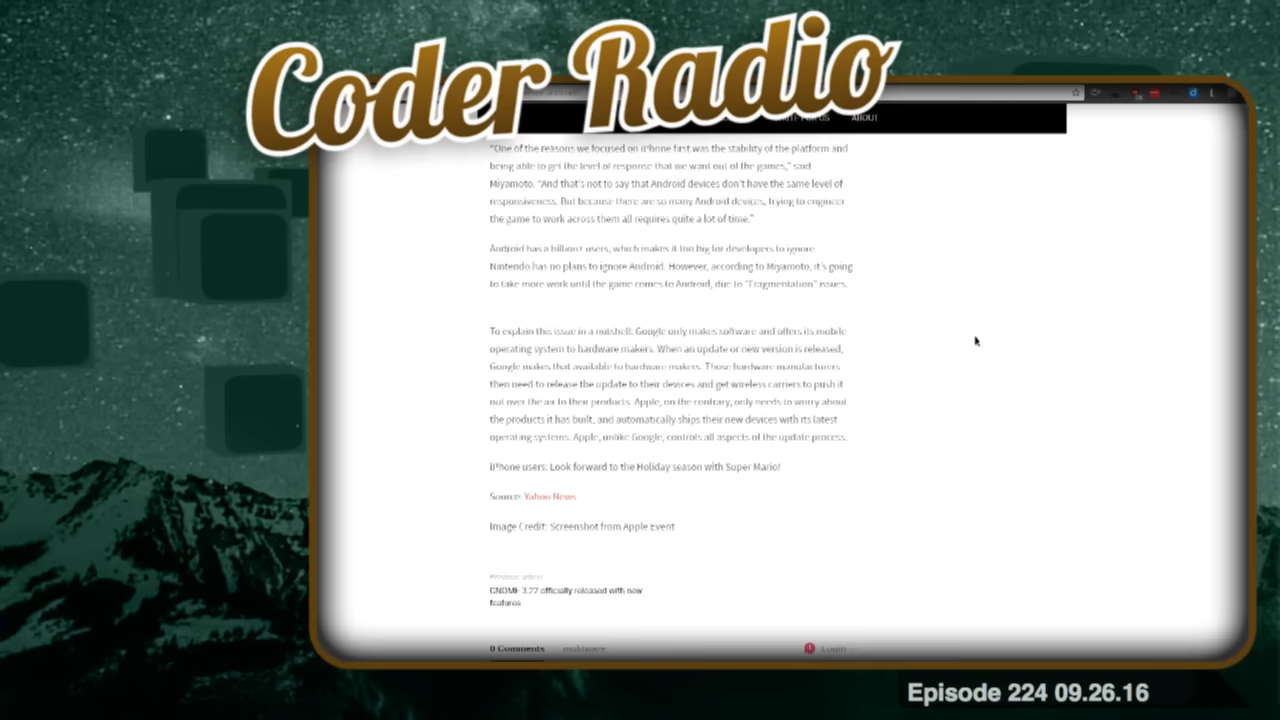 Coder Radio
ABOUT
"One of the reasons we focused on iPhone first was the stability of the platform and
being able to get the level of response that we want out of the games," said
Miyamoto. "And that's not to say that Android devices don't have the same level of
responsiveness. But because there are so many Android devices, trying to engineer
the game to work across them all requires quite a lot of time."
Android has a billion+ users, which makes it too big for developers to ignore.
Nintendo has no plans to ignore Android. However, according to Miyamoto, it's going
to take more work until the game comes to Android, due to "Fragmentation" issues.
To explain this issue in a nutshell: Google only makes software and offers its mobile
operating system to hardware makers. When an update or new version is released,
Google makes that available to hardware makers. Those hardware manufacturers
then need to release the update to their devices and get wireless carriers to push it
out over the air to their products. Apple, on the contrary, only needs to worry about
the products it has built, and automatically ships their new devices with its latest
operating systems. Apple, unlike Google, controls all aspects of the update process.
iPhone users: Look forward to the Holiday season with Super Mario!
Source: Yahoo News
Image Credit: Screenshot from Apple Event
Previous article
GNOME 3.22 officially released with new
features
0 Comments
Login
Episode 224 09.26.16